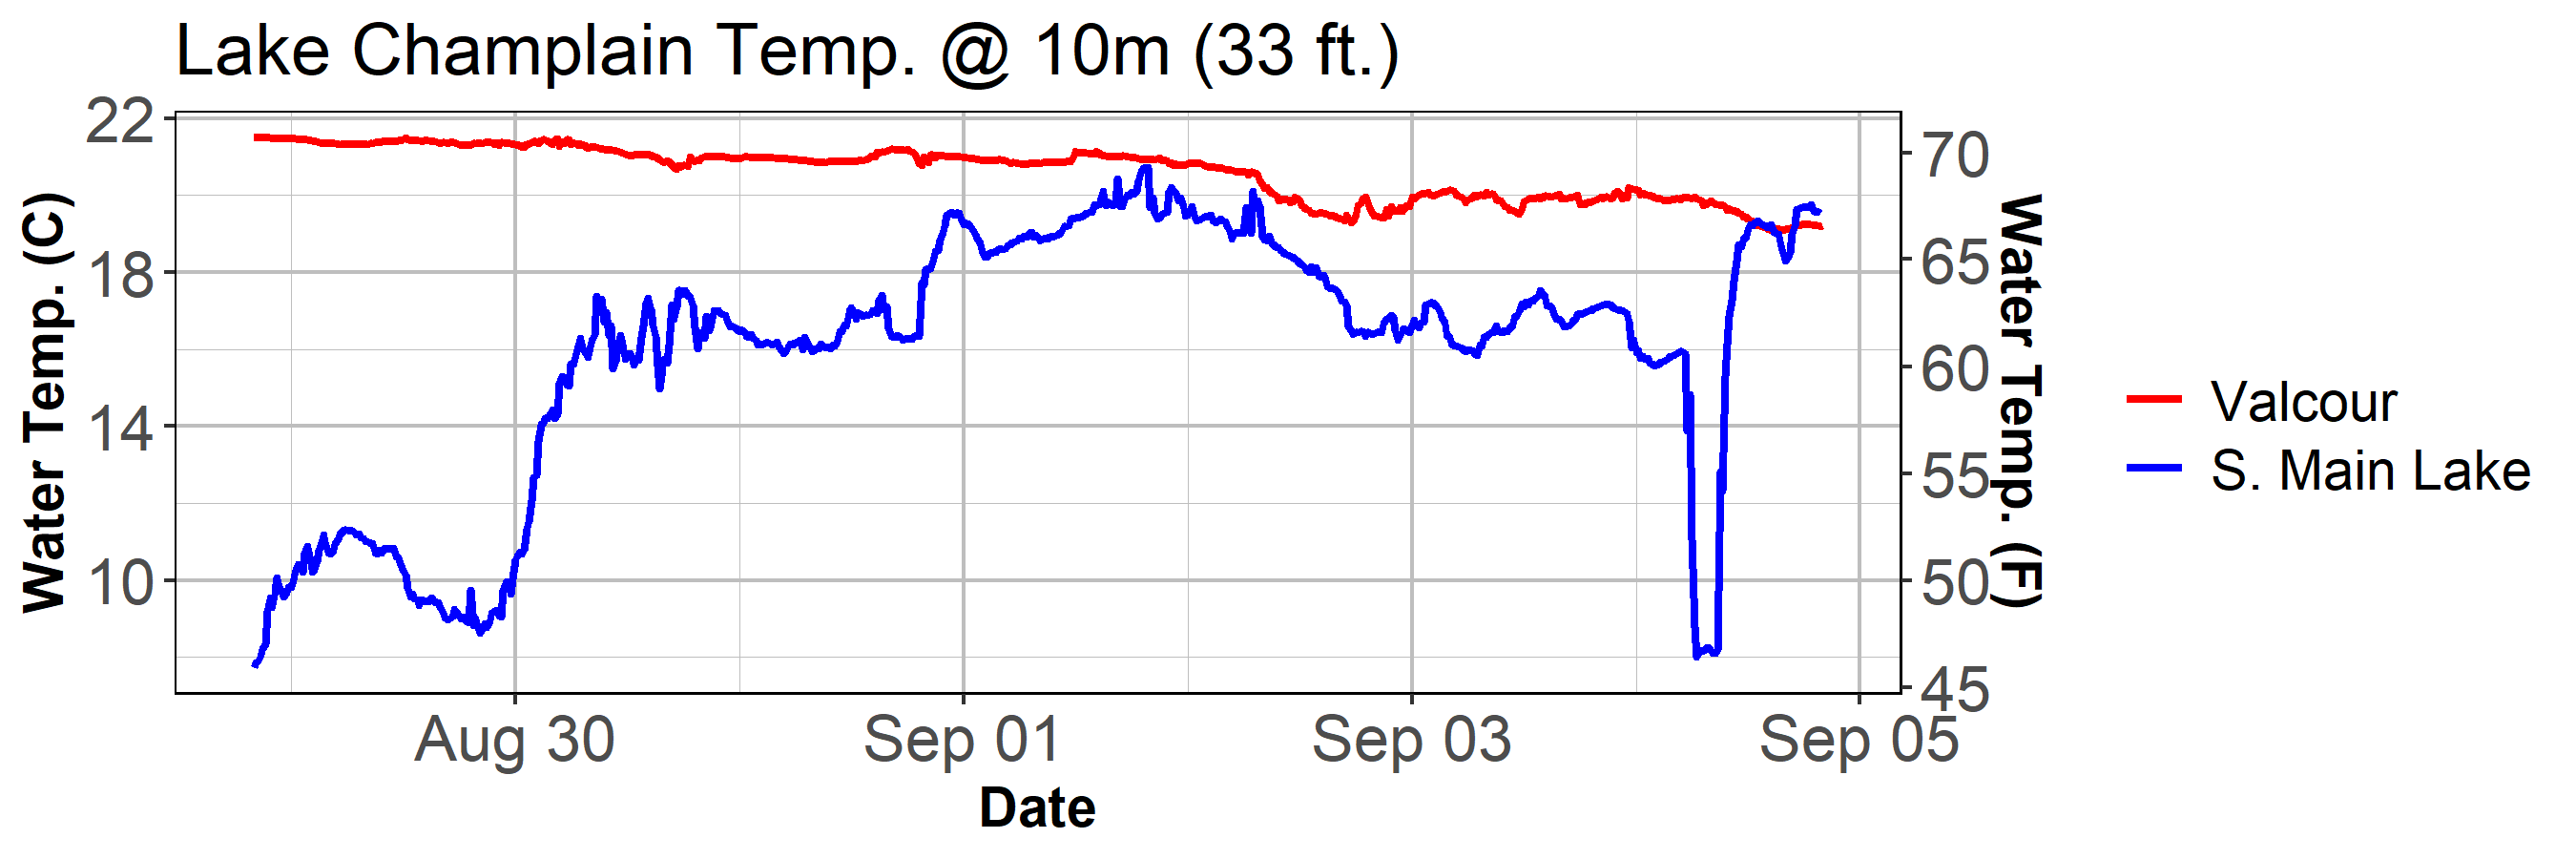 Lake Champlain Temp. @ 10m (33 ft.)
Water Temp. (C)
22
18
14
10
70
65
60
55
50
45
Water Temp. (F)
Aug 30
Sep 01
Sep 03
Sep 05
Date
Valcour
S. Main Lake